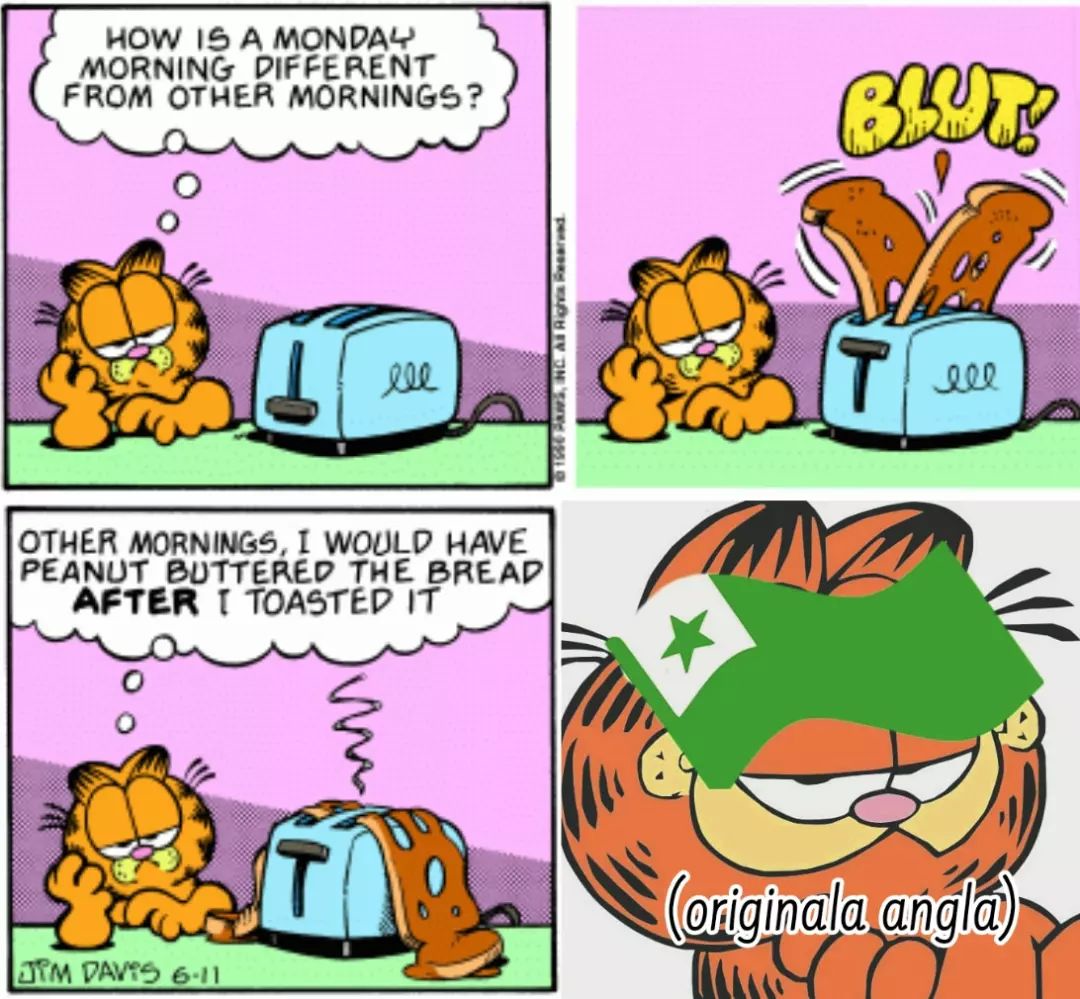 HOW IS A MONDAY
MORNING DIFFERENT
FROM OTHER MORNINGS?
BLUT!
OTHER MORNINGS, I WOULD HAVE
PEANUT BUTTERED THE BREAD
AFTER I TOASTED IT
JIM DAVIS 6-11
(originala angla)